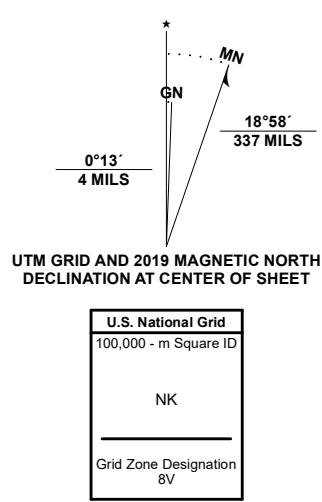 MN
GN
18°58´
337 MILS
0°13´
4 MILS
UTM GRID AND 2019 MAGNETIC NORTH
DECLINATION AT CENTER OF SHEET
U.S. National Grid
100,000 - m Square ID
NK
Grid Zone Designation
8V